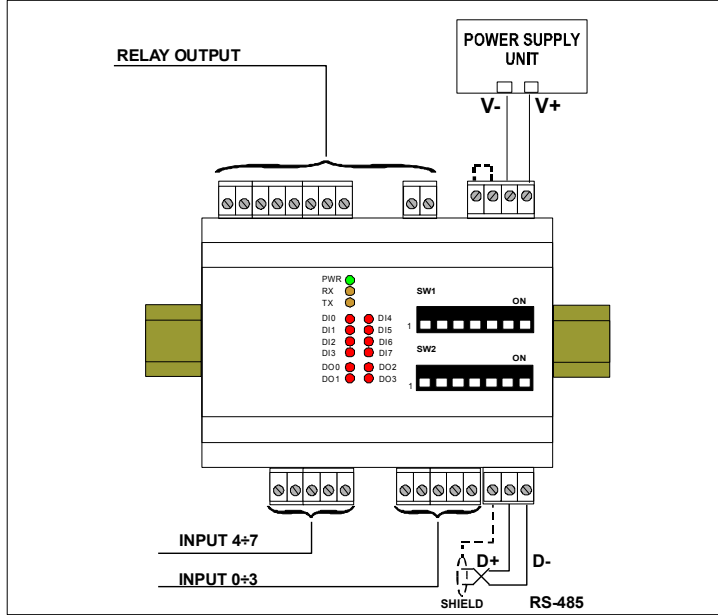 RELAY OUTPUT
POWER SUPPLY
UNIT
V- V+
PWR
RX
TX
DI0 DI4
DI1 DI5
DI2 DI6
DI3 DI7
DO0 DO2
DO1 DO3
SW1
ON
1
SW2
ON
1
INPUT 4÷7
INPUT 0÷3
D+ D-
SHIELD RS-485